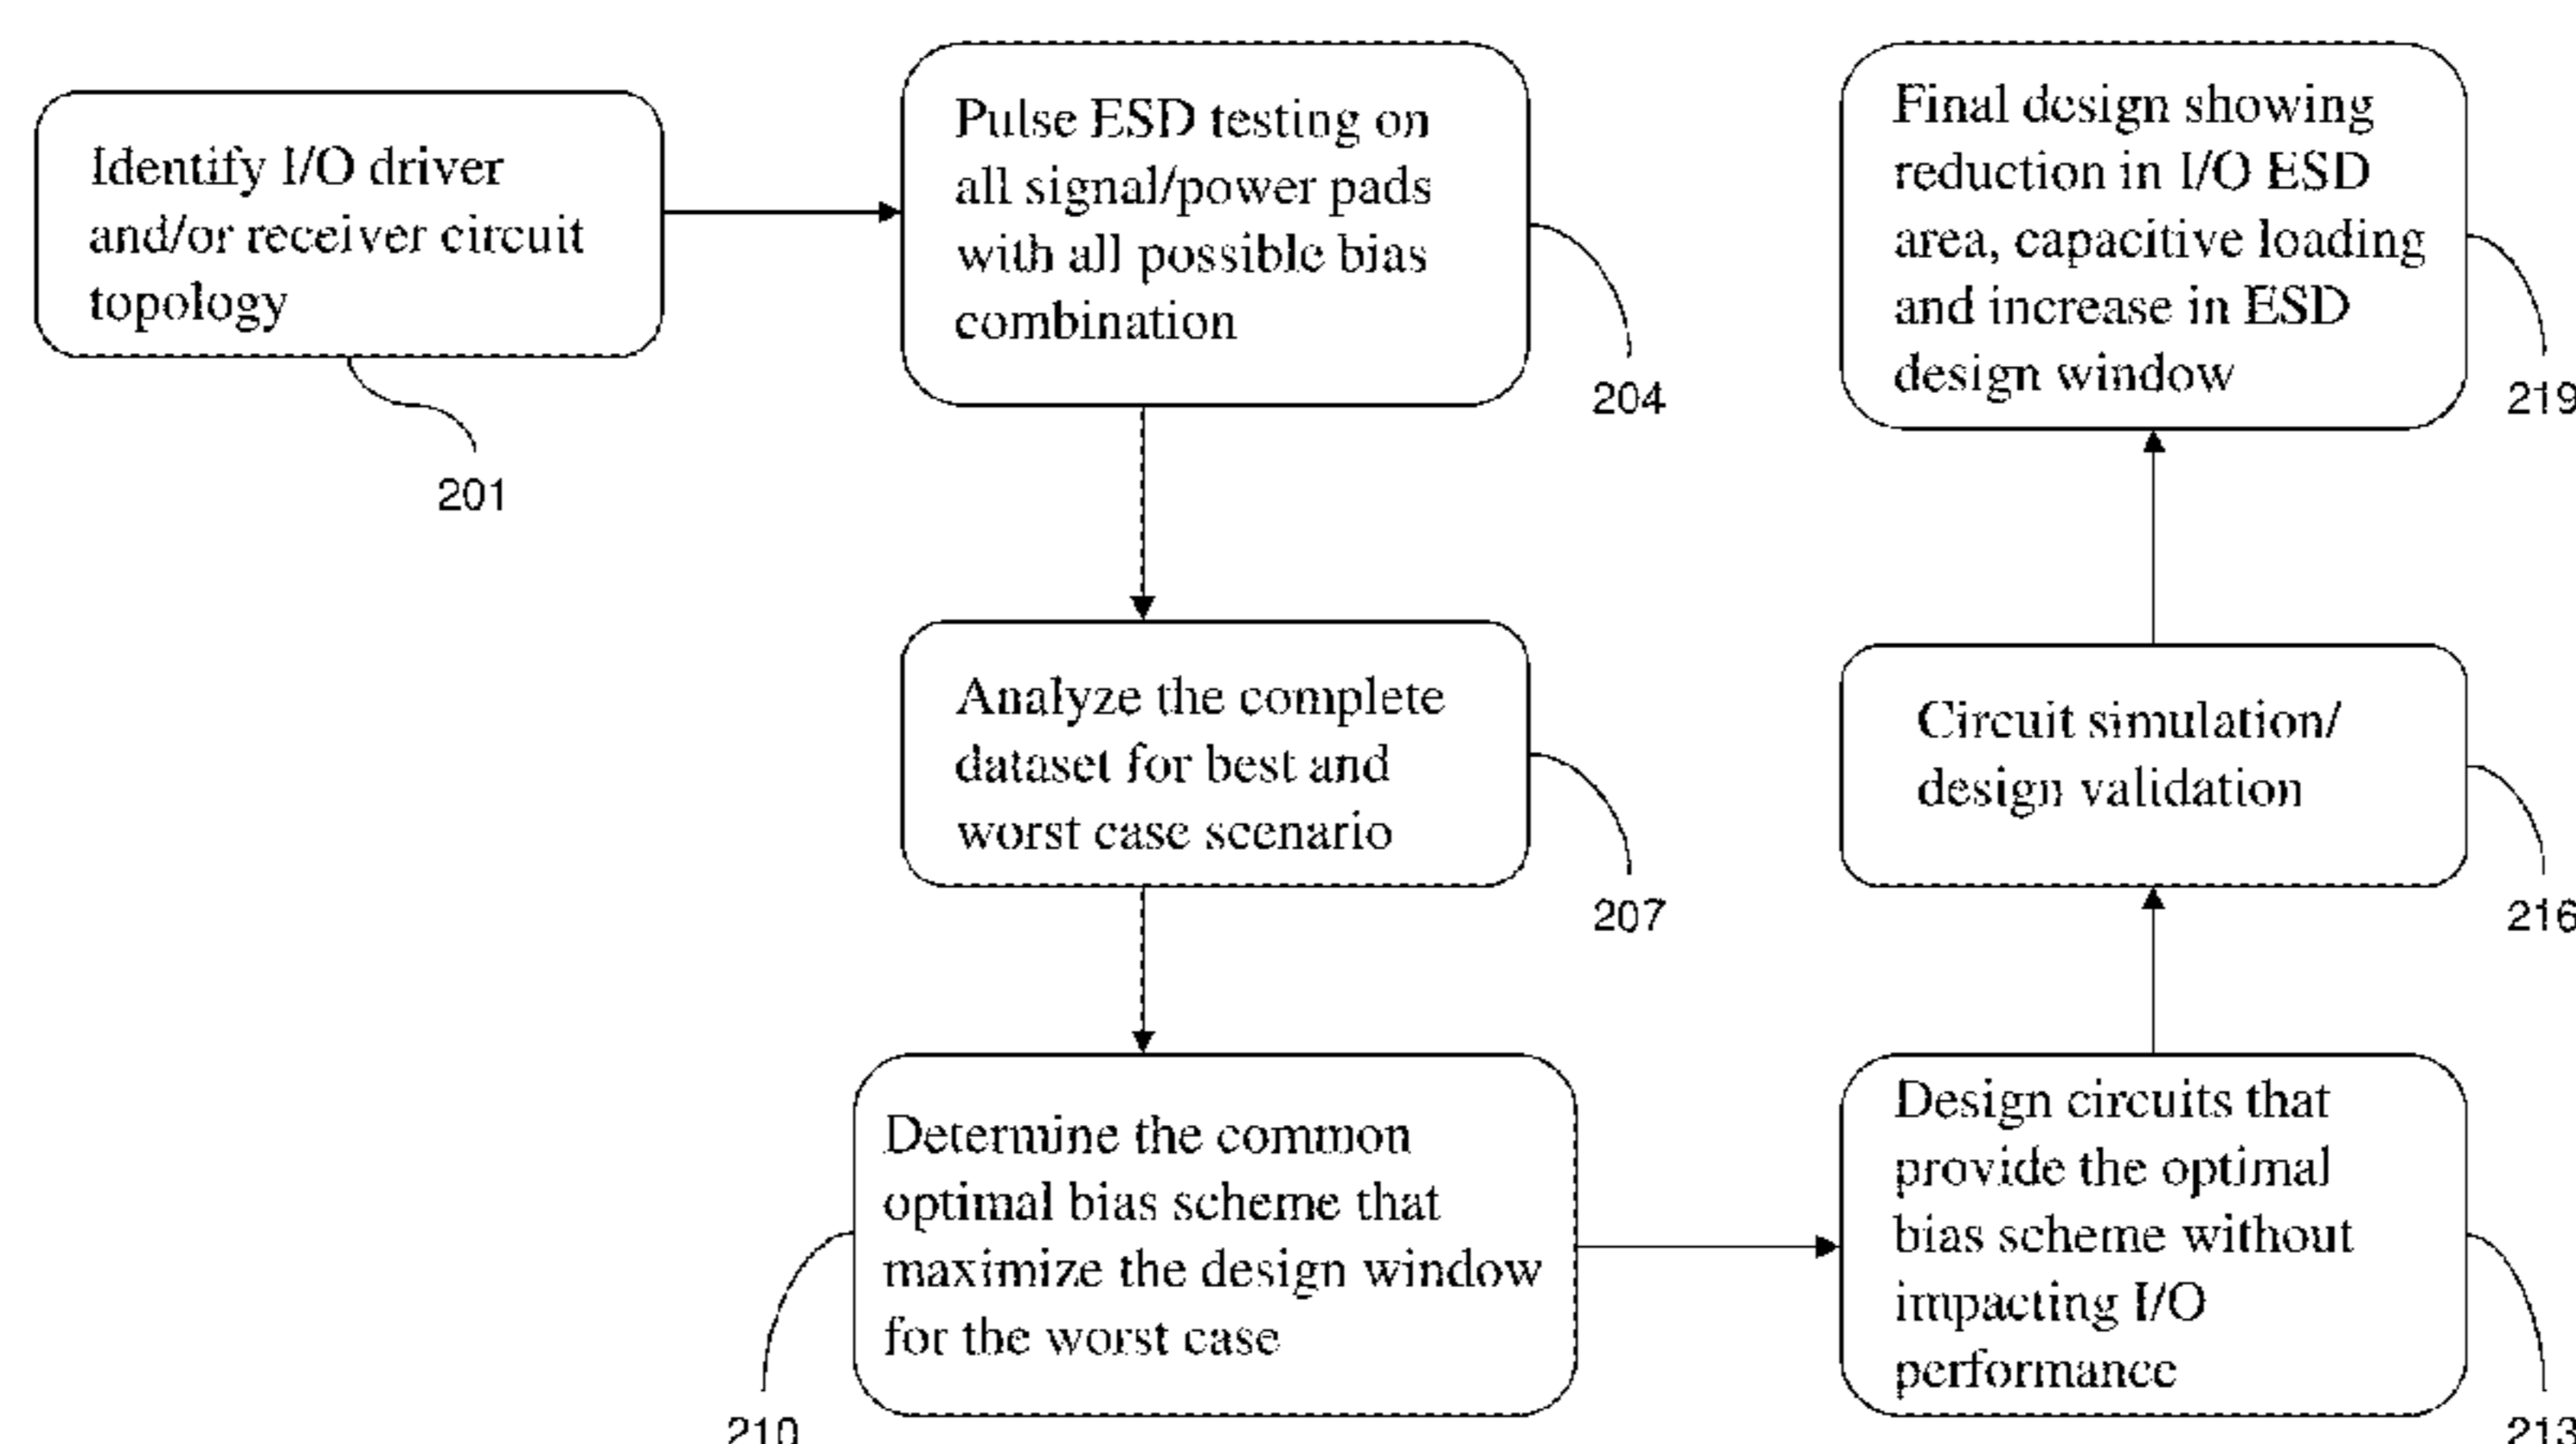 Identify I/O driver
and/or receiver circuit
topology
201
Pulse ESD testing on
all signal/power pads
with all possible bias
combination
204
Analyze the complete
dataset for best and
worst case scenario
207
Determine the common
optimal bias scheme that
maximize the design window
for the worst case
210
Design circuits that
provide the optimal
bias scheme without
impacting I/O
performance
213
Circuit simulation/
design validation
216
Final design showing
reduction in I/O ESD
area, capacitive loading
and increase in ESD
design window
219